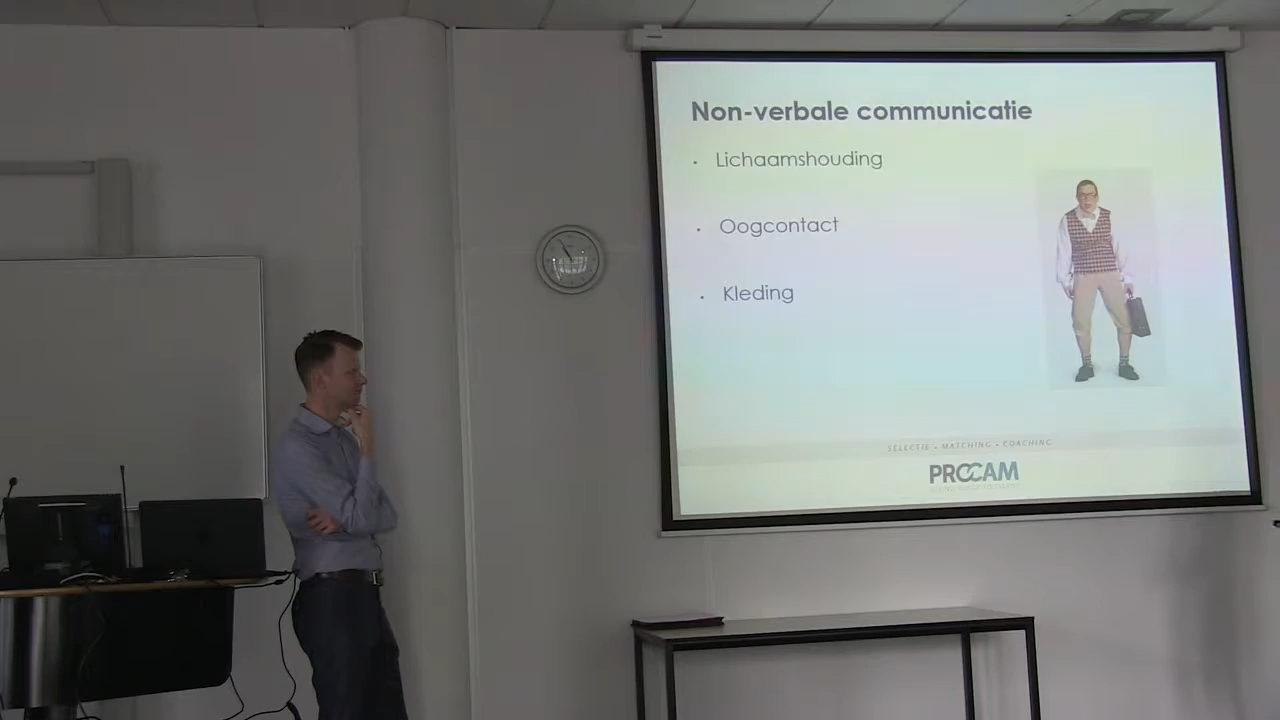 Non-verbale communicatie
• Lichaamshouding
• Oogcontact
• Kleding
SELECTIE • MATCHING • COACHING
PROCAM